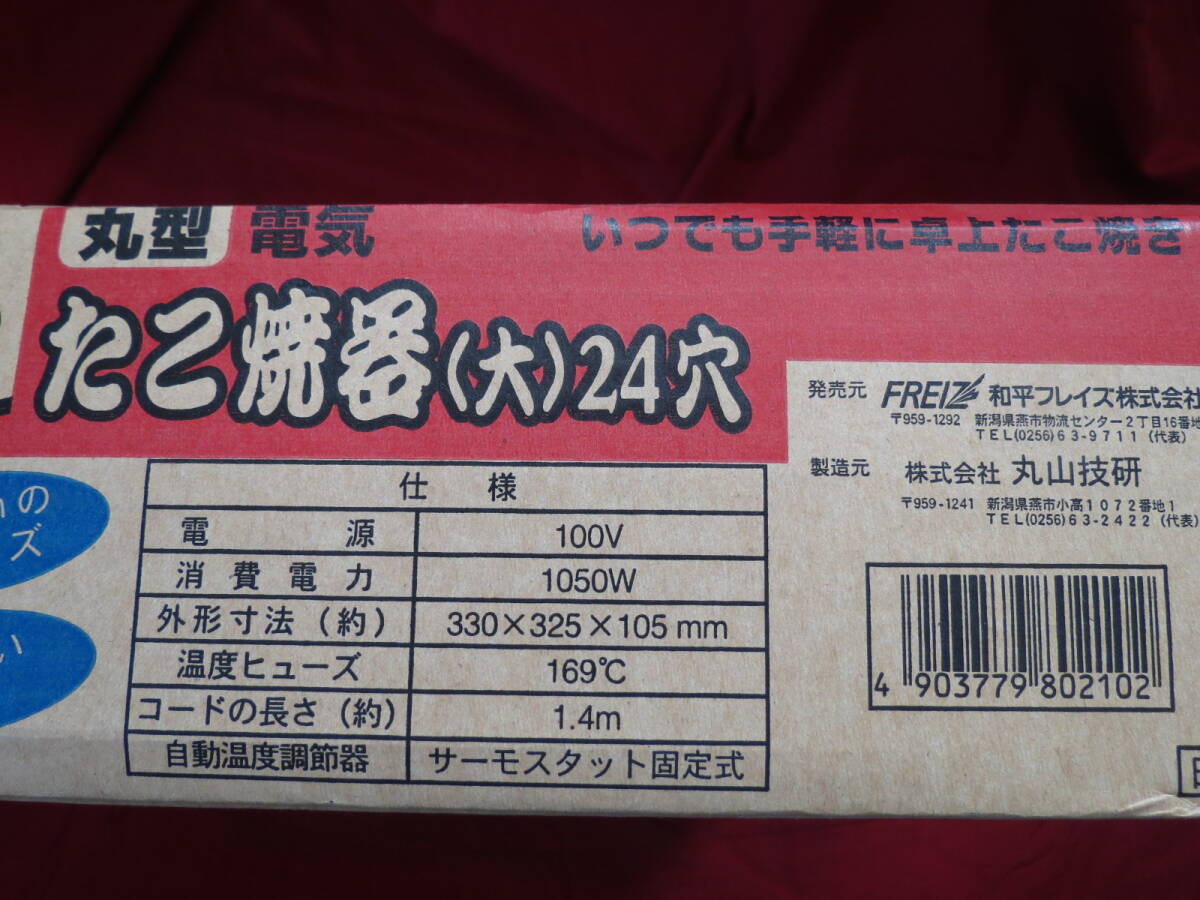 丸型 電気
いつでも手軽に卓上たこ焼き
たこ焼器(大)24穴
の
ズ
い
仕様
電源 100V
消費電力 1050W
外形寸法(約) 330×325×105mm
温度ヒューズ 169℃
コードの長さ(約) 1.4m
自動温度調節器 サーモスタット固定式
発売元 FREIZ 和平フレイズ株式会社
〒959-1292 新潟県燕市物流センター2丁目16番地
TEL(0256)63-9711(代表)
製造元 株式会社 丸山技研
〒959-1241 新潟県燕市小高1072番地1
TEL(0256)63-2422(代表)
4 903779 802102